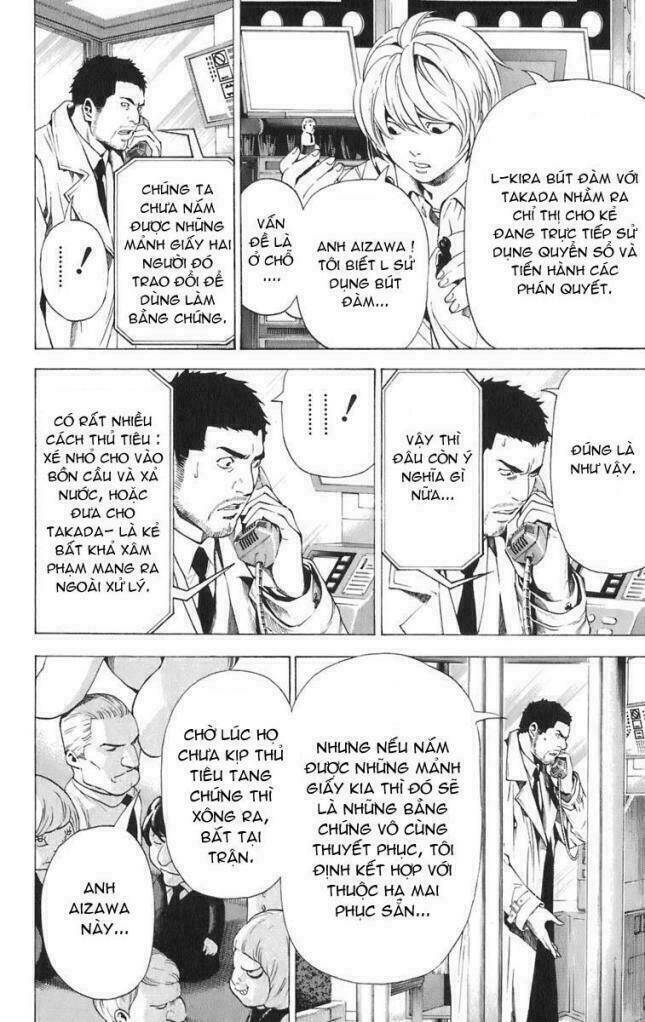 L-KIRA BÚT ĐÀM VỚI
TAKADA NHẰM RA
CHỈ THỊ CHO KẺ
ĐANG TRỰC TIẾP SỬ
DỤNG QUYỂN SỔ VÀ
TIẾN HÀNH CÁC
PHÁN QUYẾT.
ANH AIZAWA !
TÔI BIẾT L SỬ
DỤNG BÚT
ĐÀM...
VẤN
ĐỀ LÀ
Ở CHỖ
....
CHÚNG TA
CHƯA NẮM
ĐƯỢC NHỮNG
MẢNH GIẤY HAI
NGƯỜI ĐÓ
TRAO ĐỔI ĐỂ
DÙNG LÀM
BẰNG CHỨNG.
......!
ĐÚNG LÀ
NHƯ VẬY.
VẬY THÌ
ĐÂU CÒN Ý
NGHĨA GÌ
NỮA...
......!
CÓ RẤT NHIỀU
CÁCH THỦ TIÊU :
XÉ NHỎ CHO VÀO
BỒN CẦU VÀ XẢ
NƯỚC, HOẶC
ĐƯA CHO
TAKADA- LÀ KẺ
BẤT KHẢ XÂM
PHẠM MANG RA
NGOÀI XỬ LÝ.
NHƯNG NẾU NẮM
ĐƯỢC NHỮNG MẢNH
GIẤY KIA THÌ ĐÓ SẼ
LÀ NHỮNG BẰNG
CHỨNG VÔ CÙNG
THUYẾT PHỤC, TÔI
ĐỊNH KẾT HỢP VỚI
THUỘC HẠ MAI
PHỤC SẴN...
CHỜ LÚC HỌ
CHƯA KỊP THỦ
TIÊU TANG
CHỨNG THÌ
XÔNG RA,
BẮT TẠI
TRẬN.
ANH
AIZAWA
NÀY...